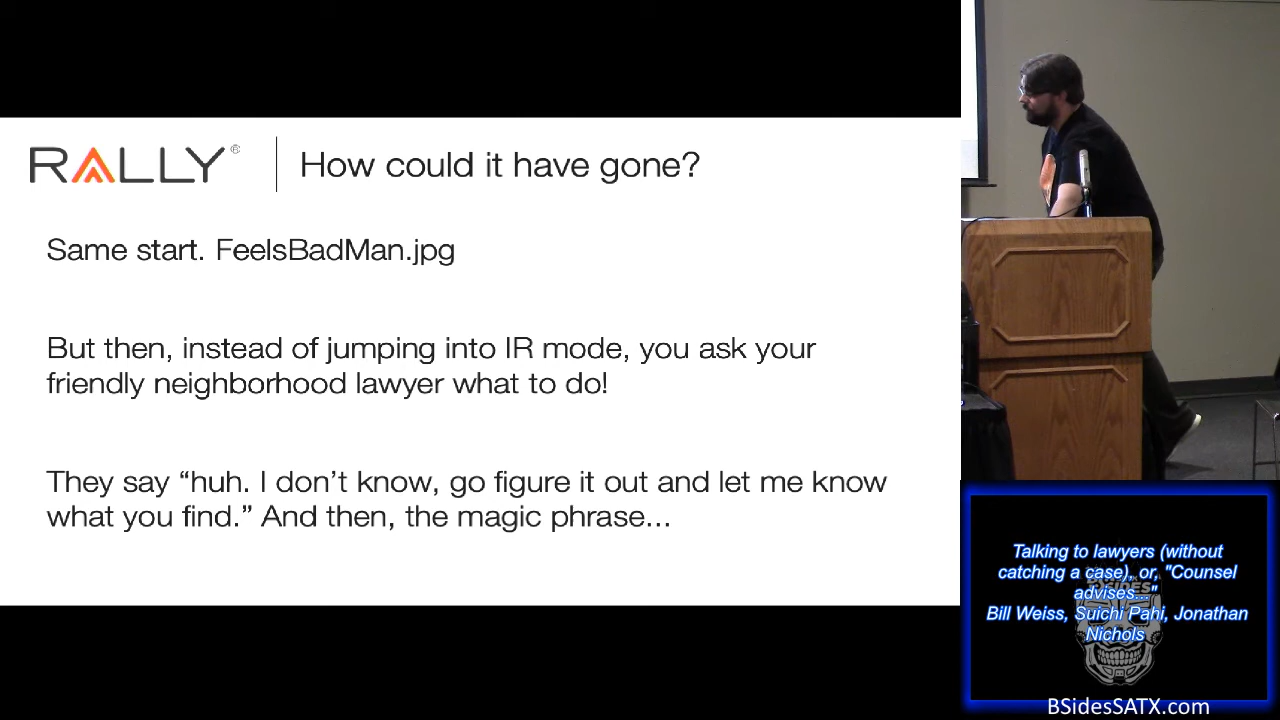 RALLY®
How could it have gone?
Same start. FeelsBadMan.jpg
But then, instead of jumping into IR mode, you ask your
friendly neighborhood lawyer what to do!
They say “huh. I don’t know, go figure it out and let me know
what you find.” And then, the magic phrase...
Talking to lawyers (without
catching a case), or, "Counsel
advises..."
Bill Weiss, Suichi Pahi, Jonathan
Nichols
BSidesSATX.com